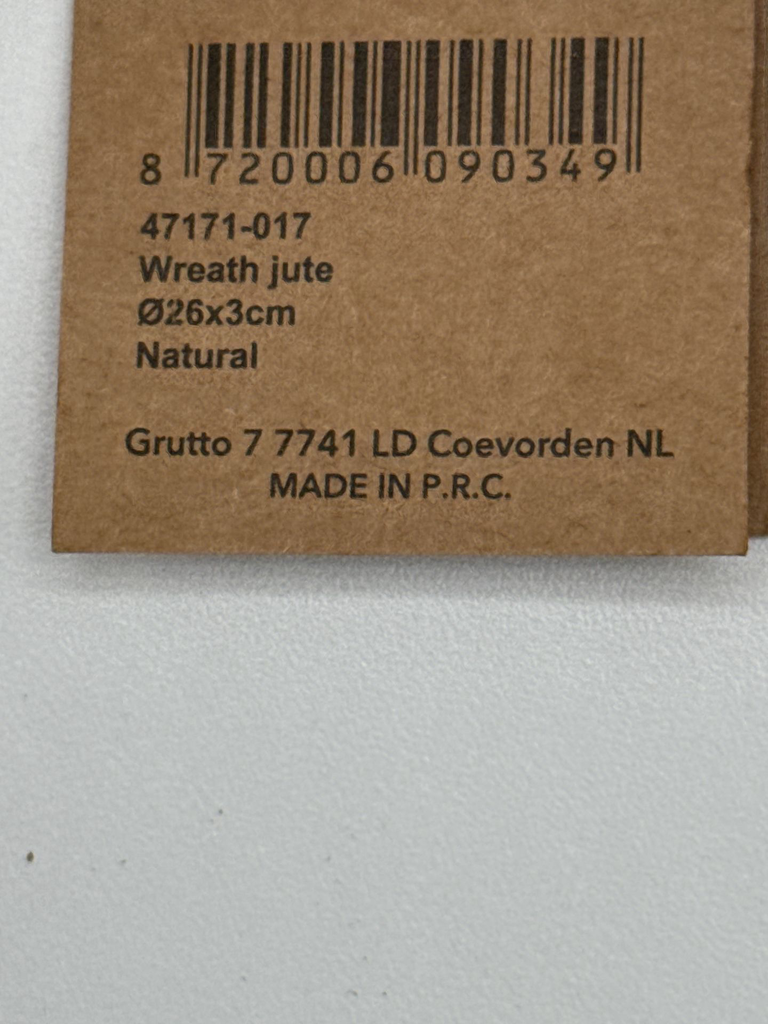 8 720006 090349
47171-017
Wreath jute
Ø26x3cm
Natural
Grutto 7 7741 LD Coevorden NL
MADE IN P.R.C.